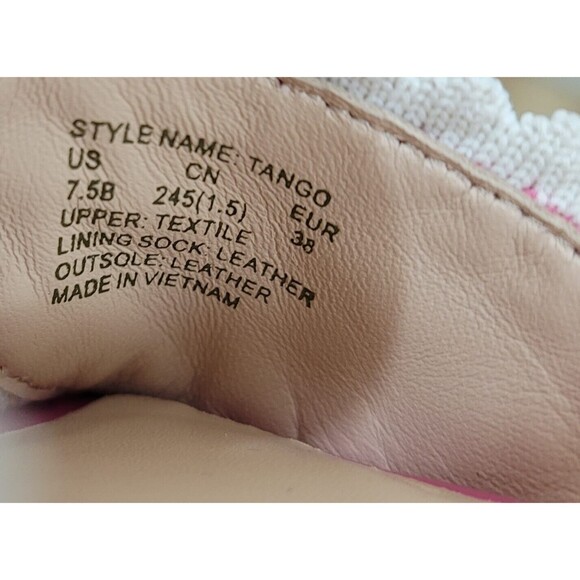 STYLE NAME: TANGO
US CN EUR
7.5B 245(1.5) 38
UPPER: TEXTILE
LINING SOCK: LEATHER
OUTSOLE: LEATHER
MADE IN VIETNAM